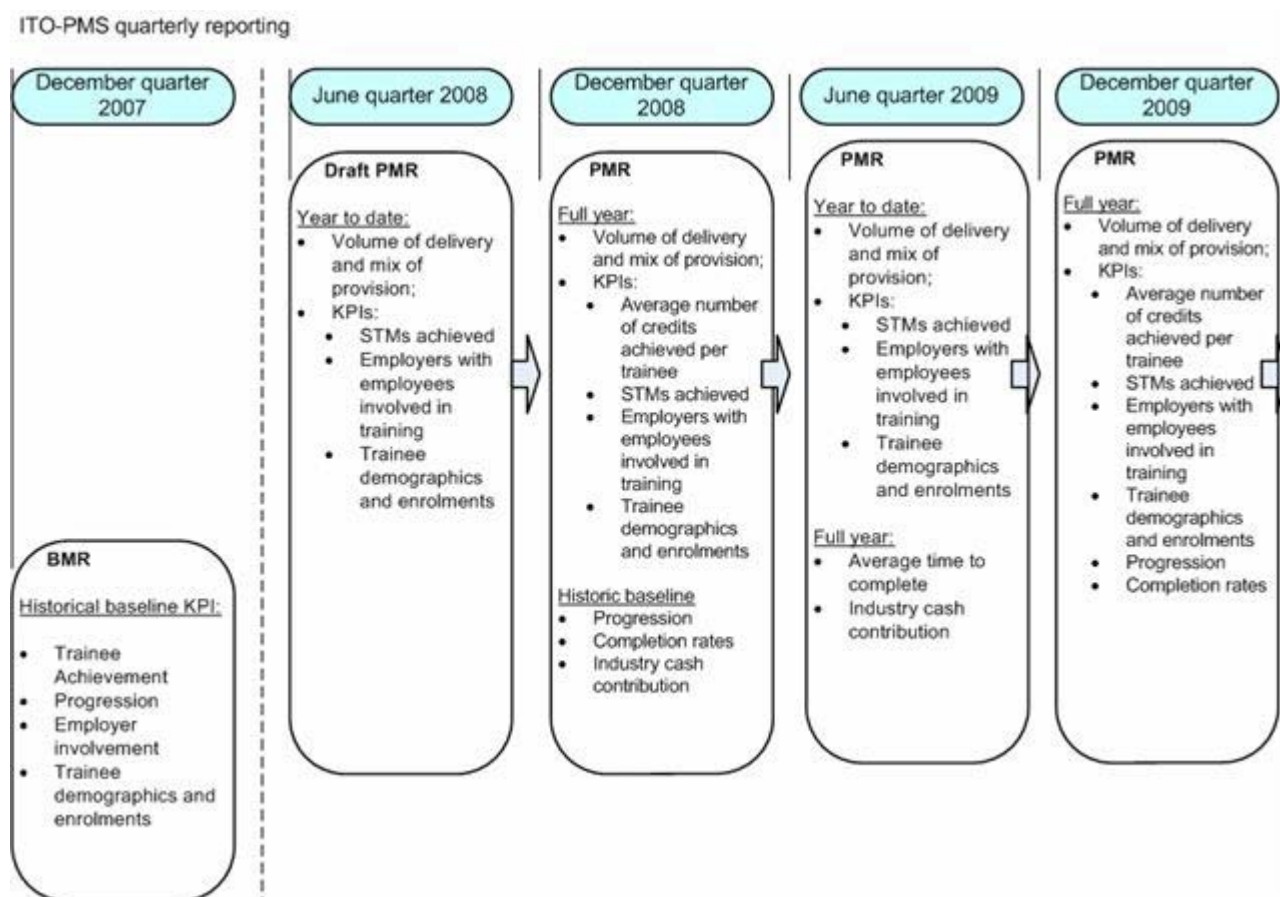 ITO-PMS quarterly reporting
December quarter
2007
BMR
Historical baseline KPI:
• Trainee
Achievement
• Progression
• Employer
involvement
• Trainee
demographics and
enrolments
June quarter 2008
Draft PMR
Year to date:
• Volume of delivery
and mix of
provision;
• KPIs:
• STMs achieved
• Employers with
employees
involved in
training
• Trainee
demographics
and enrolments
December quarter
2008
PMR
Full year:
• Volume of delivery
and mix of provision;
• KPIs:
• Average number
of credits
achieved per
trainee
• STMs achieved
• Employers with
employees
involved in
training
• Trainee
demographics
and enrolments
Historic baseline
• Progression
• Completion rates
• Industry cash
contribution
June quarter 2009
PMR
Year to date:
• Volume of delivery
and mix of
provision;
• KPIs:
• STMs achieved
• Employers with
employees
involved in
training
• Trainee
demographics
and enrolments
Full year:
• Average time to
complete
• Industry cash
contribution
December quarter
2009
PMR
Full year:
• Volume of delivery
and mix of provision;
• KPIs:
• Average number
of credits
achieved per
trainee
• STMs achieved
• Employers with
employees
involved in
training
• Trainee
demographics
and enrolments
• Progression
• Completion rates